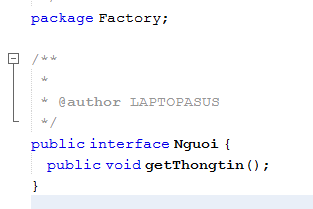 package Factory;
/**
 *
 * @author LAPTOPASUS
 */
public interface Nguoi {
  public void getThongtin();
}